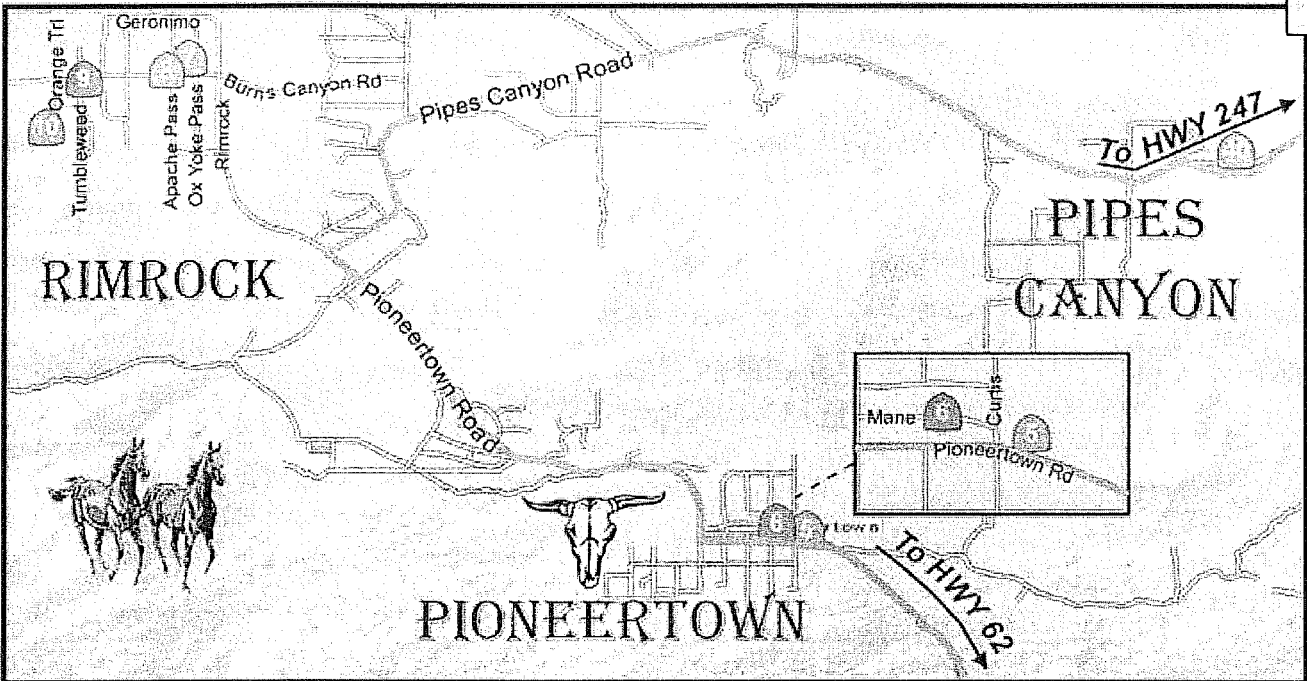 Geronimo
Orange Trl
Tumbleweed
Apache Pass
Ox Yoke Pass
Rimrock
Burns Canyon Rd
Pipes Canyon Road
To HWY 247
PIPES
CANYON
RIMROCK
Pioneertown Road
Mane
Curtis
Pioneertown Rd
To HWY 62
PIONEERTOWN